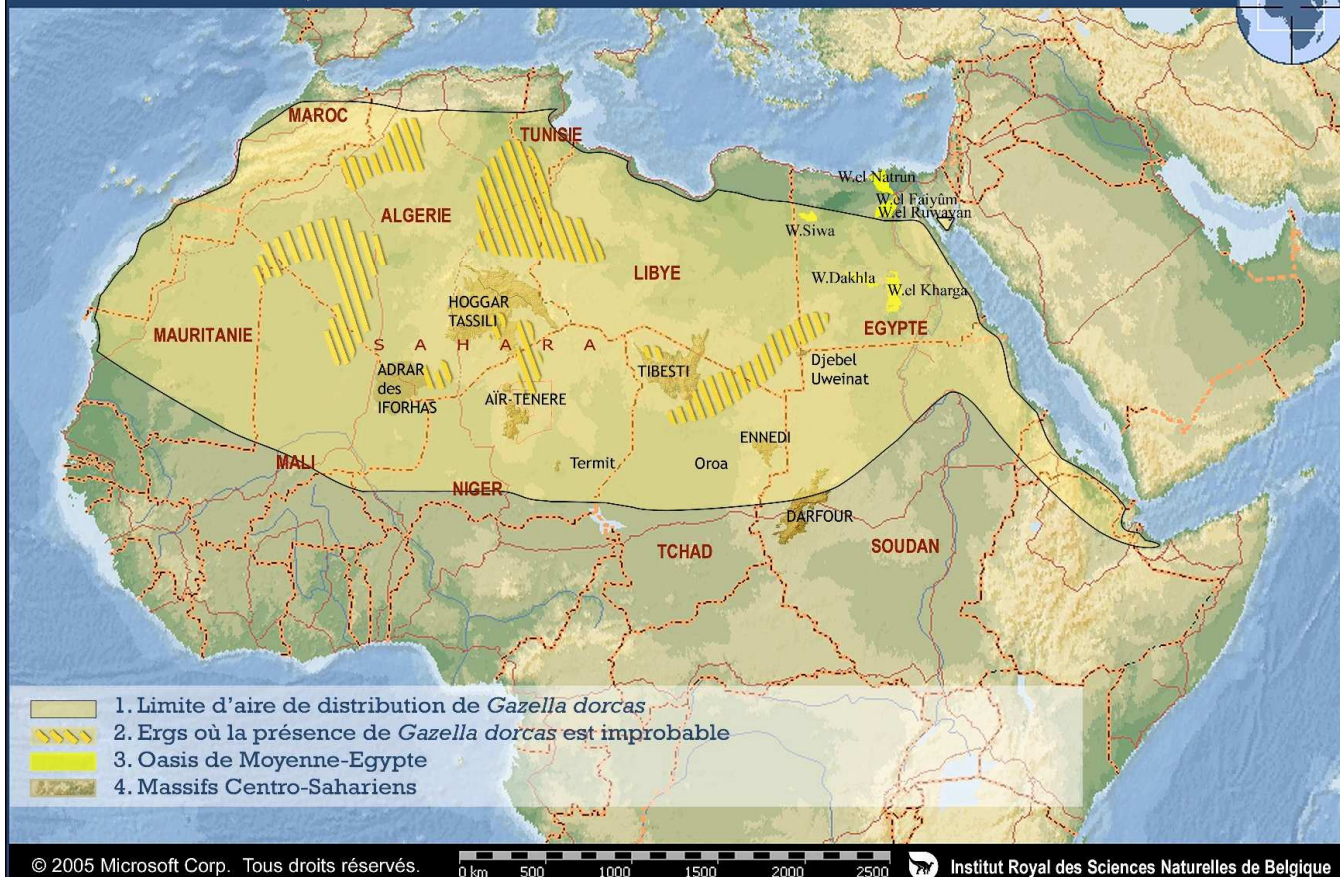 MAROC
TUNISIE
W.el Natrun
W.el Faiyûm
W.el Ruwayan
ALGERIE
W.Siwa
LIBYE
W.Dakhla
W.el Kharga
HOGGAR
TASSILI
EGYPTE
MAURITANIE
SAHARA
ADRAR
des
IFORHAS
TIBESTI
Djebel
Uweinat
AÏR-TENERE
ENNEDI
MALI
Termit
Oroa
NIGER
DARFOUR
TCHAD
SOUDAN
1. Limite d'aire de distribution de Gazella dorcas
2. Ergs où la présence de Gazella dorcas est improbable
3. Oasis de Moyenne-Egypte
4. Massifs Centro-Sahariens
© 2005 Microsoft Corp. Tous droits réservés.
0 km 500 1000 1500 2000 2500
Institut Royal des Sciences Naturelles de Belgique